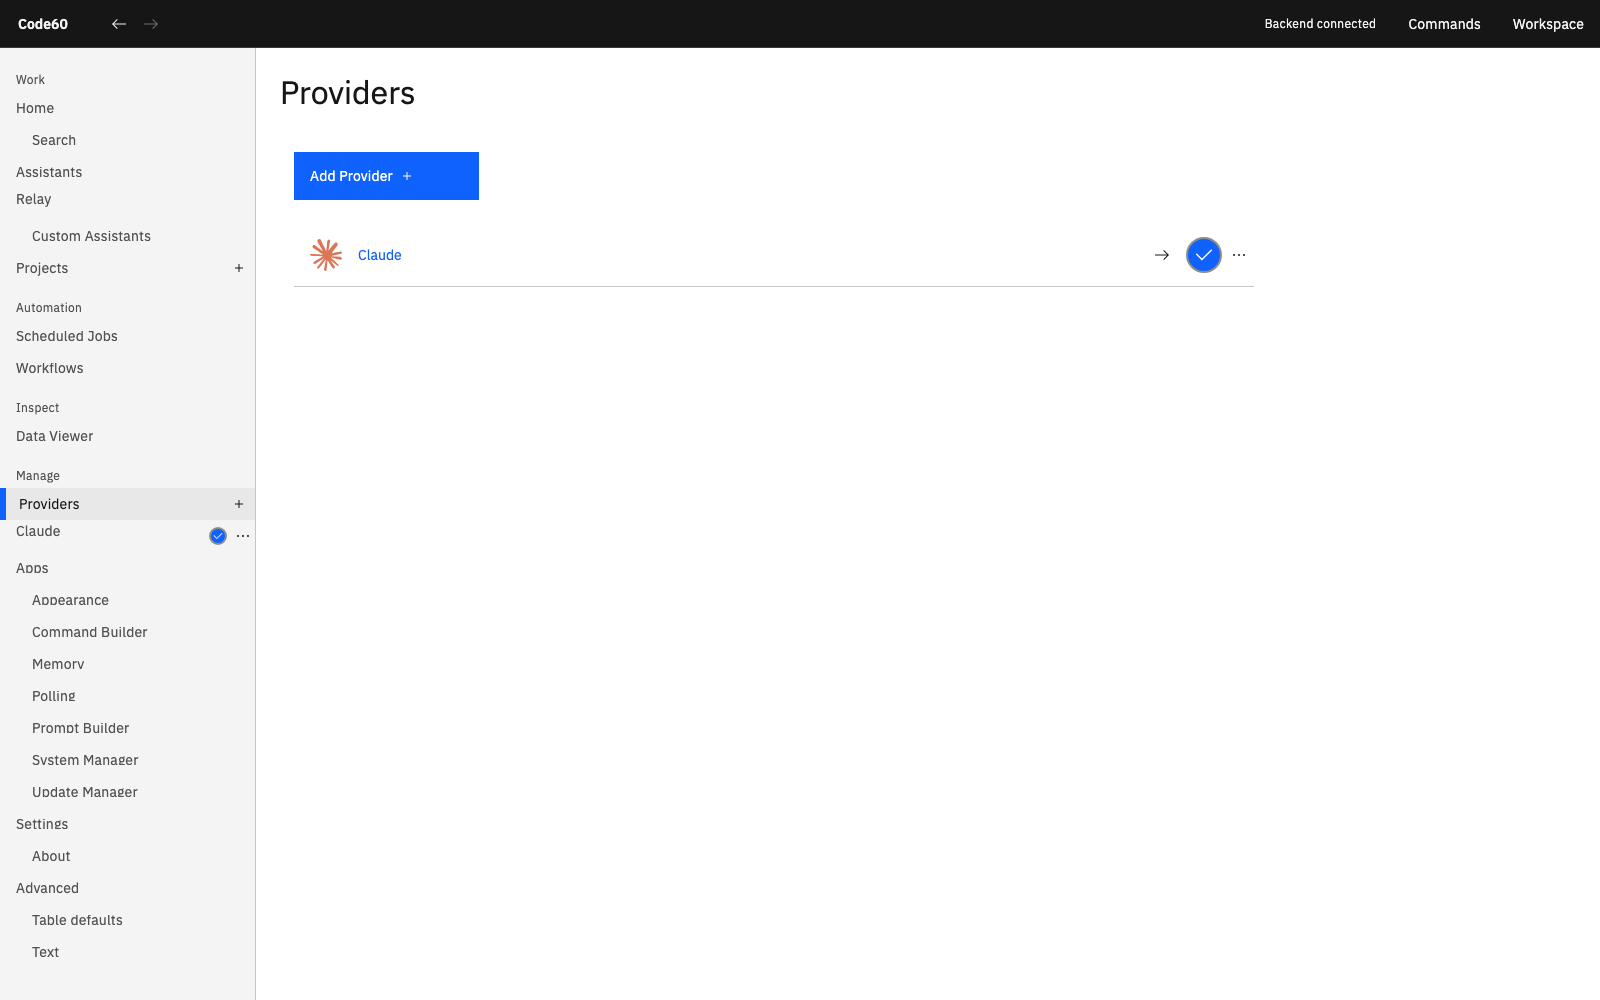 Code60
Backend connected
Commands
Workspace
Work
Home
Search
Assistants
Relay
Custom Assistants
Projects
Automation
Scheduled Jobs
Workflows
Inspect
Data Viewer
Manage
Providers
Claude
Apps
Appearance
Command Builder
Memory
Polling
Prompt Builder
System Manager
Update Manager
Settings
About
Advanced
Table defaults
Text
Providers
Add Provider
Claude